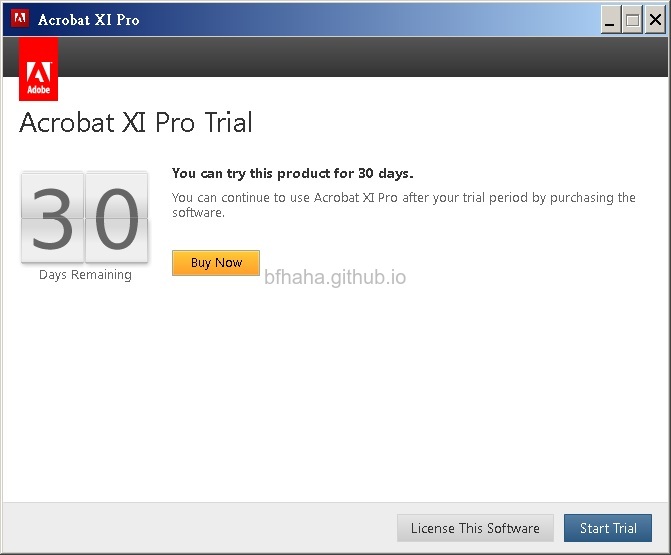 Acrobat XI Pro
Adobe
Acrobat XI Pro Trial
30
Days Remaining
You can try this product for 30 days.
You can continue to use Acrobat XI Pro after your trial period by purchasing the
software.
Buy Now
bfhaha.github.io
License This Software
Start Trial